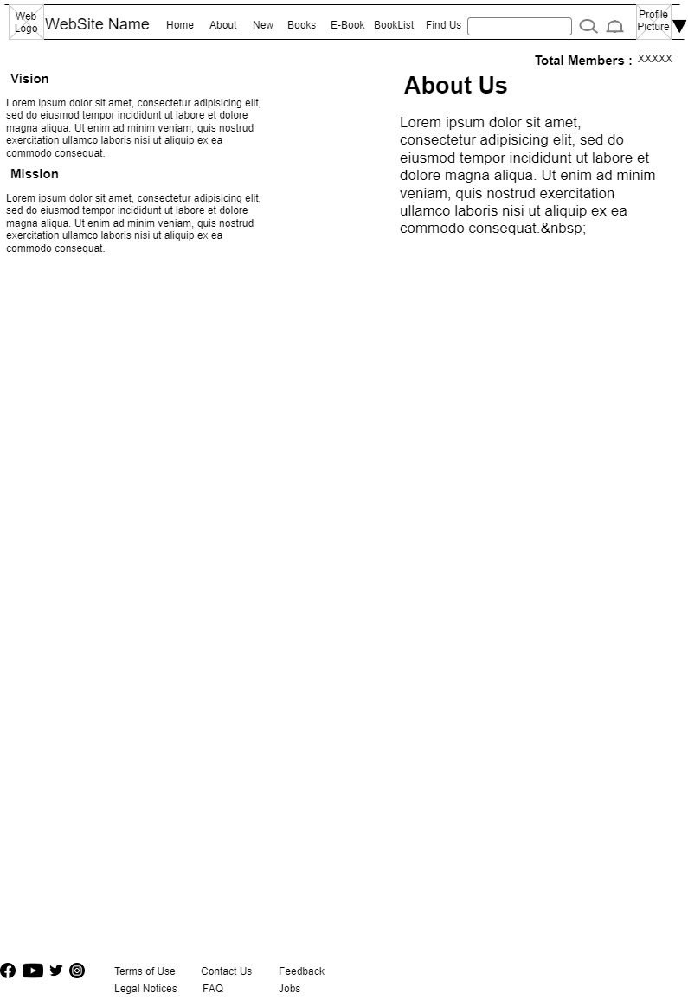 Web
Logo
WebSite Name
Home
About
New
Books
E-Book
BookList
Find Us
Profile
Picture
Total Members :
XXXXX
Vision
Lorem ipsum dolor sit amet, consectetur adipisicing elit,
sed do eiusmod tempor incididunt ut labore et dolore
magna aliqua. Ut enim ad minim veniam, quis nostrud
exercitation ullamco laboris nisi ut aliquip ex ea
commodo consequat.
Mission
Lorem ipsum dolor sit amet, consectetur adipisicing elit,
sed do eiusmod tempor incididunt ut labore et dolore
magna aliqua. Ut enim ad minim veniam, quis nostrud
exercitation ullamco laboris nisi ut aliquip ex ea
commodo consequat.
About Us
Lorem ipsum dolor sit amet,
consectetur adipisicing elit, sed do
eiusmod tempor incididunt ut labore et
dolore magna aliqua. Ut enim ad minim
veniam, quis nostrud exercitation
ullamco laboris nisi ut aliquip ex ea
commodo consequat.&amp;nbsp;
Terms of Use
Contact Us
Feedback
Legal Notices
FAQ
Jobs